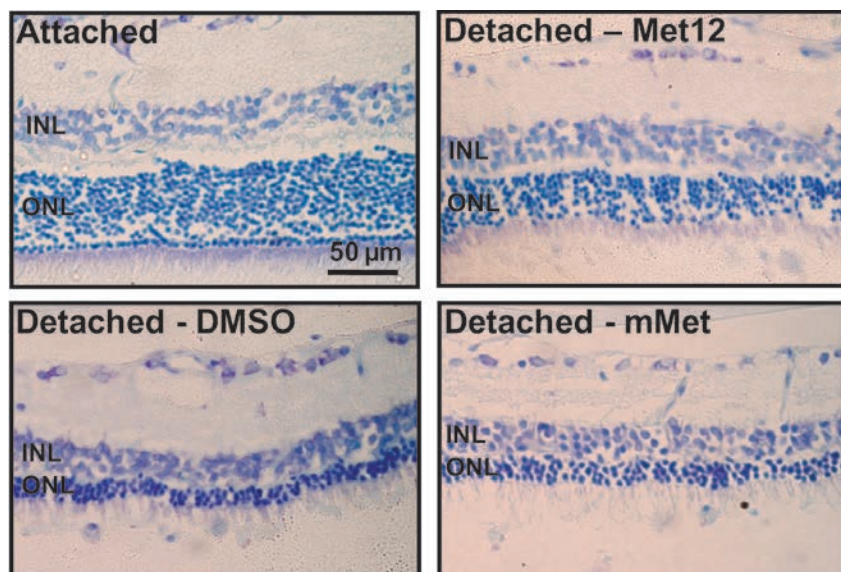 Attached
INL
ONL
50 µm
Detached – Met12
INL
ONL
Detached - DMSO
INL
ONL
Detached - mMet
INL
ONL